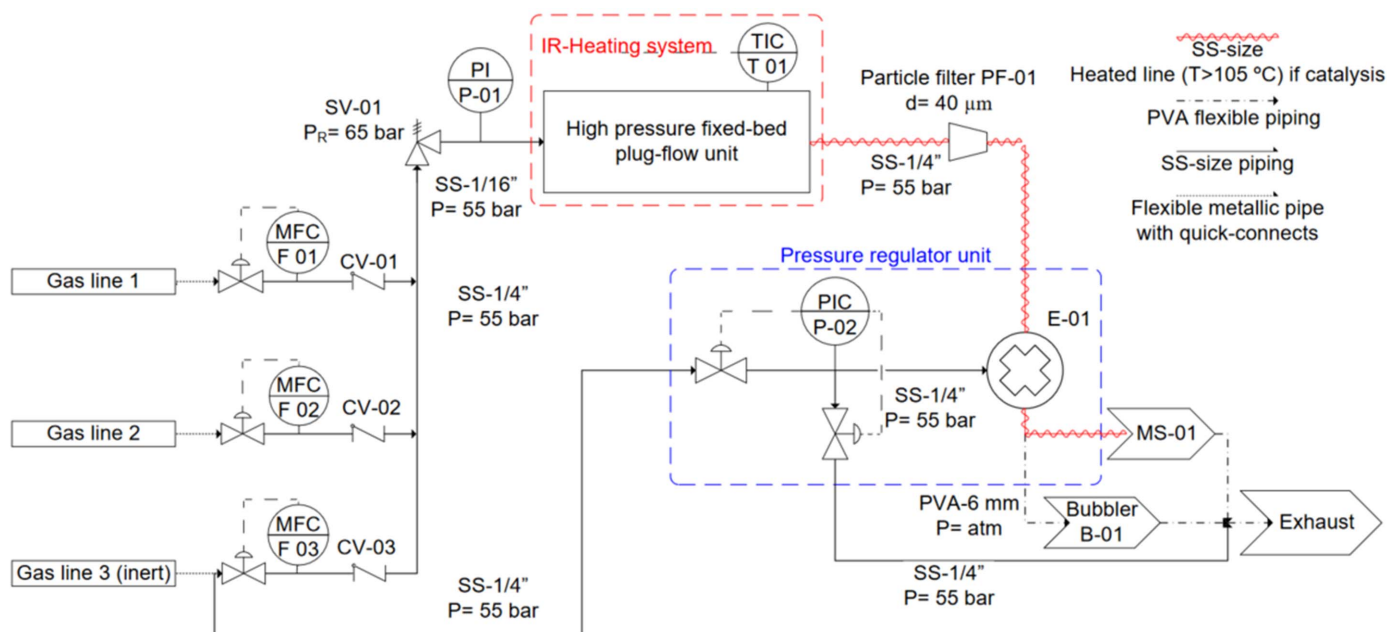 IR-Heating system
TIC
T 01
PI
P-01
SV-01
P_R= 65 bar
High pressure fixed-bed
plug-flow unit
Particle filter PF-01
d= 40 µm
SS-size
Heated line (T>105 ºC) if catalysis
PVA flexible piping
SS-size piping
Flexible metallic pipe
with quick-connects
SS-1/4”
P= 55 bar
SS-1/16”
P= 55 bar
MFC
F 01
CV-01
Gas line 1
SS-1/4”
P= 55 bar
Pressure regulator unit
PIC
P-02
E-01
SS-1/4”
P= 55 bar
MFC
F 02
CV-02
Gas line 2
MS-01
PVA-6 mm
P= atm
Bubbler
B-01
Exhaust
MFC
F 03
CV-03
Gas line 3 (inert)
SS-1/4”
P= 55 bar
SS-1/4”
P= 55 bar